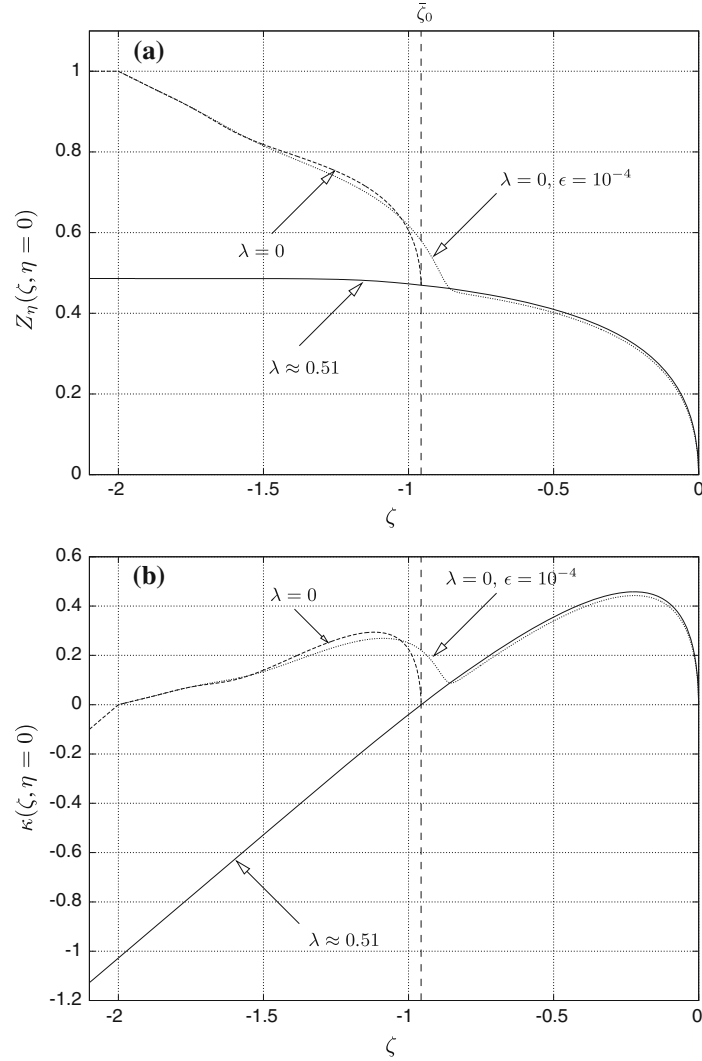 ζ̄₀
(a)
1
0.8
0.6
0.4
0.2
0
Z_η(ζ, η = 0)
λ = 0, ϵ = 10⁻⁴
λ = 0
λ ≈ 0.51
-2
-1.5
-1
-0.5
0
ζ
(b)
0.6
0.4
0.2
0
-0.2
-0.4
-0.6
-0.8
-1
-1.2
κ(ζ, η = 0)
λ = 0
λ = 0, ϵ = 10⁻⁴
λ ≈ 0.51
-2
-1.5
-1
-0.5
0
ζ